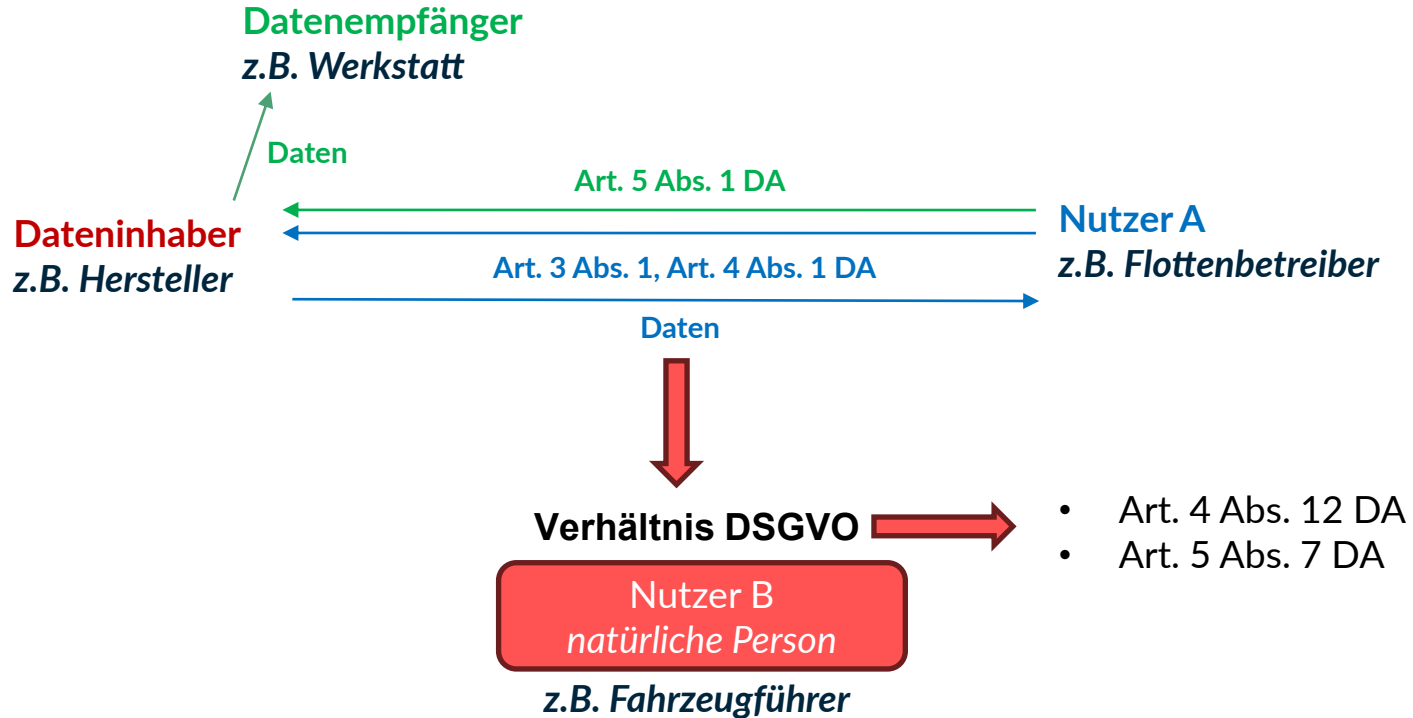 Datenempfänger
z.B. Werkstatt
Daten
Art. 5 Abs. 1 DA
Dateninhaber
z.B. Hersteller
Nutzer A
z.B. Flottenbetreiber
Art. 3 Abs. 1, Art. 4 Abs. 1 DA
Daten
Verhältnis DSGVO
• Art. 4 Abs. 12 DA
• Art. 5 Abs. 7 DA
Nutzer B
natürliche Person
z.B. Fahrzeugführer